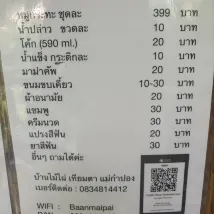 หมูกระทะ ชุดละ 399 บาท
น้ำเปล่า ขวดละ 10 บาท
โค้ก (590 ml.) 20 บาท
น้ำแข็ง กระติกละ 10 บาท
มาม่าคัพ 20 บาท
ขนมขบเคี้ยว 10-30 บาท
ผ้าอนามัย 20 บาท
แชมพู 30 บาท
ครีมนวด 30 บาท
แปรงสีฟัน 20 บาท
ยาสีฟัน 30 บาท
อื่นๆ ถามได้ค่ะ
บ้านไม้ไผ่ เทียมตา แม่กำปอง
เบอร์ติดต่อ : 0834814412
WIFI : Baanmaipai